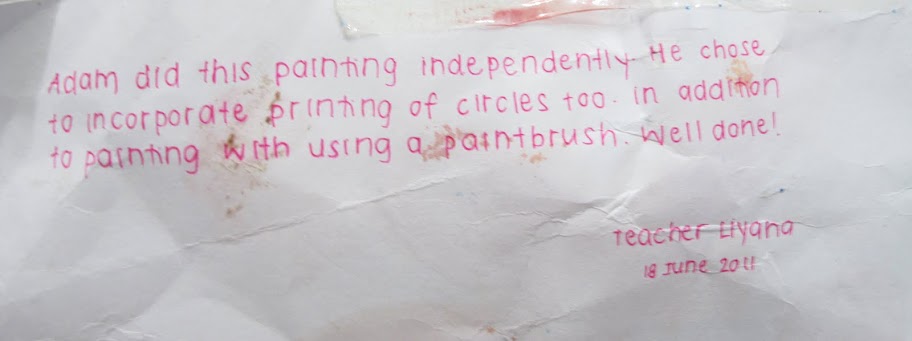 Adam did this painting independently. He chose
to incorporate printing of circles too. in addition
to painting with using a paintbrush. Well done!
Teacher Liyana
18 June 2011